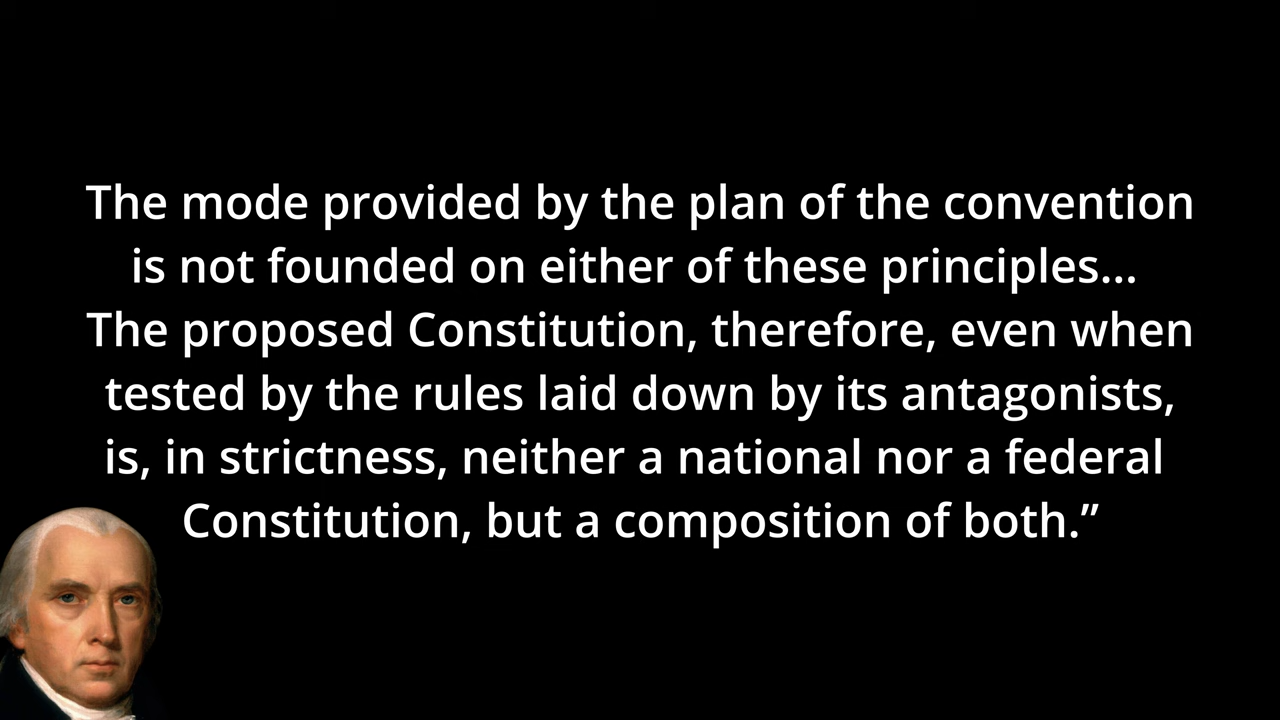 The mode provided by the plan of the convention
is not founded on either of these principles...
The proposed Constitution, therefore, even when
tested by the rules laid down by its antagonists,
is, in strictness, neither a national nor a federal
Constitution, but a composition of both.”